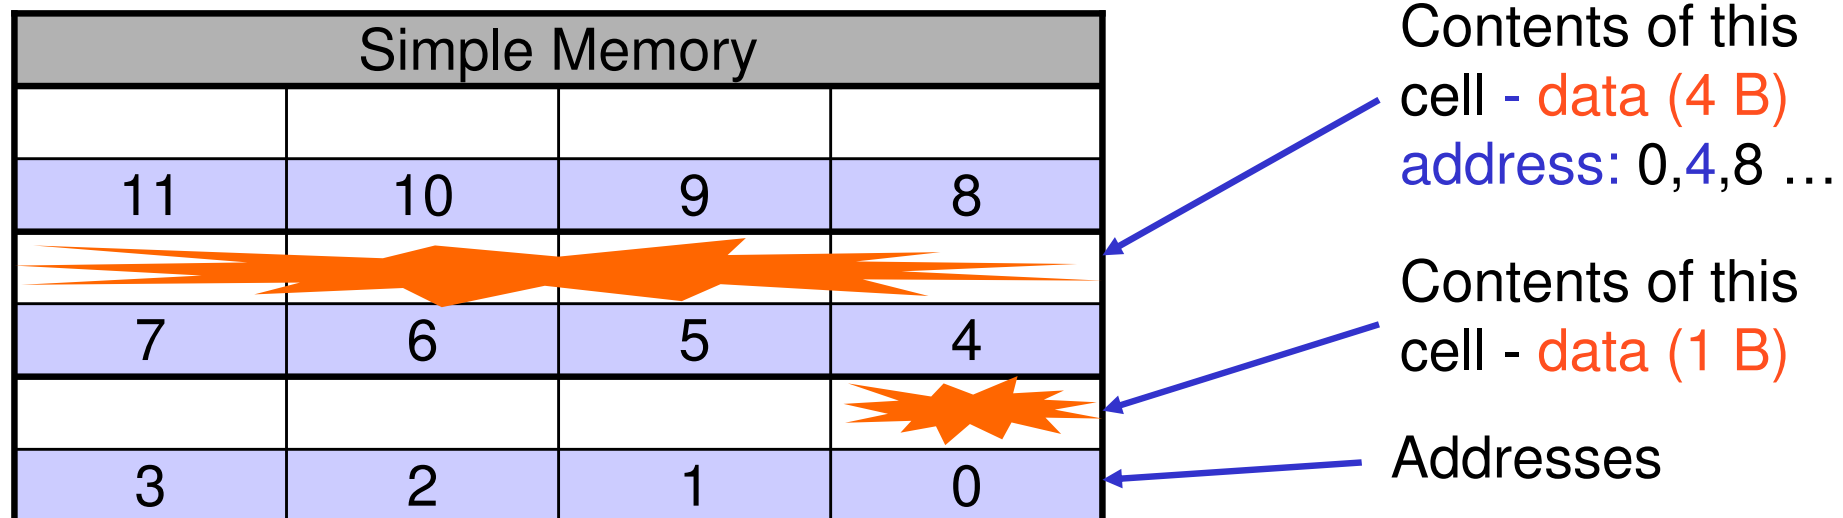 Simple Memory
11 10 9 8
7 6 5 4
3 2 1 0
Contents of this
cell - data (4 B)
address: 0,4,8 …
Contents of this
cell - data (1 B)
Addresses